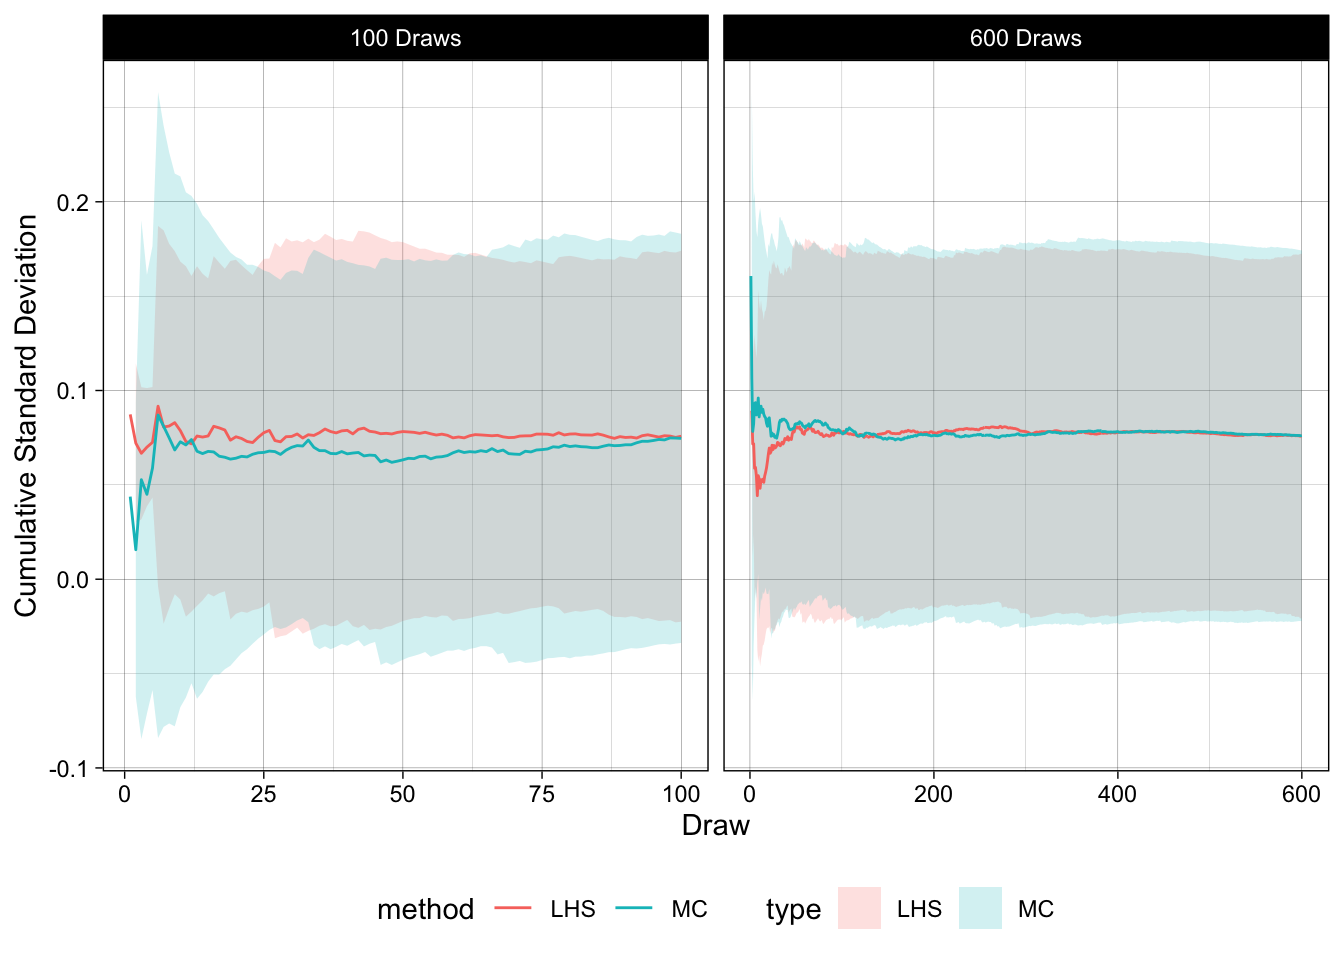 100 Draws
600 Draws
Cumulative Standard Deviation
0.2
0.1
0.0
-0.1
0 25 50 75 100
0 200 400 600
Draw
method LHS MC type LHS MC